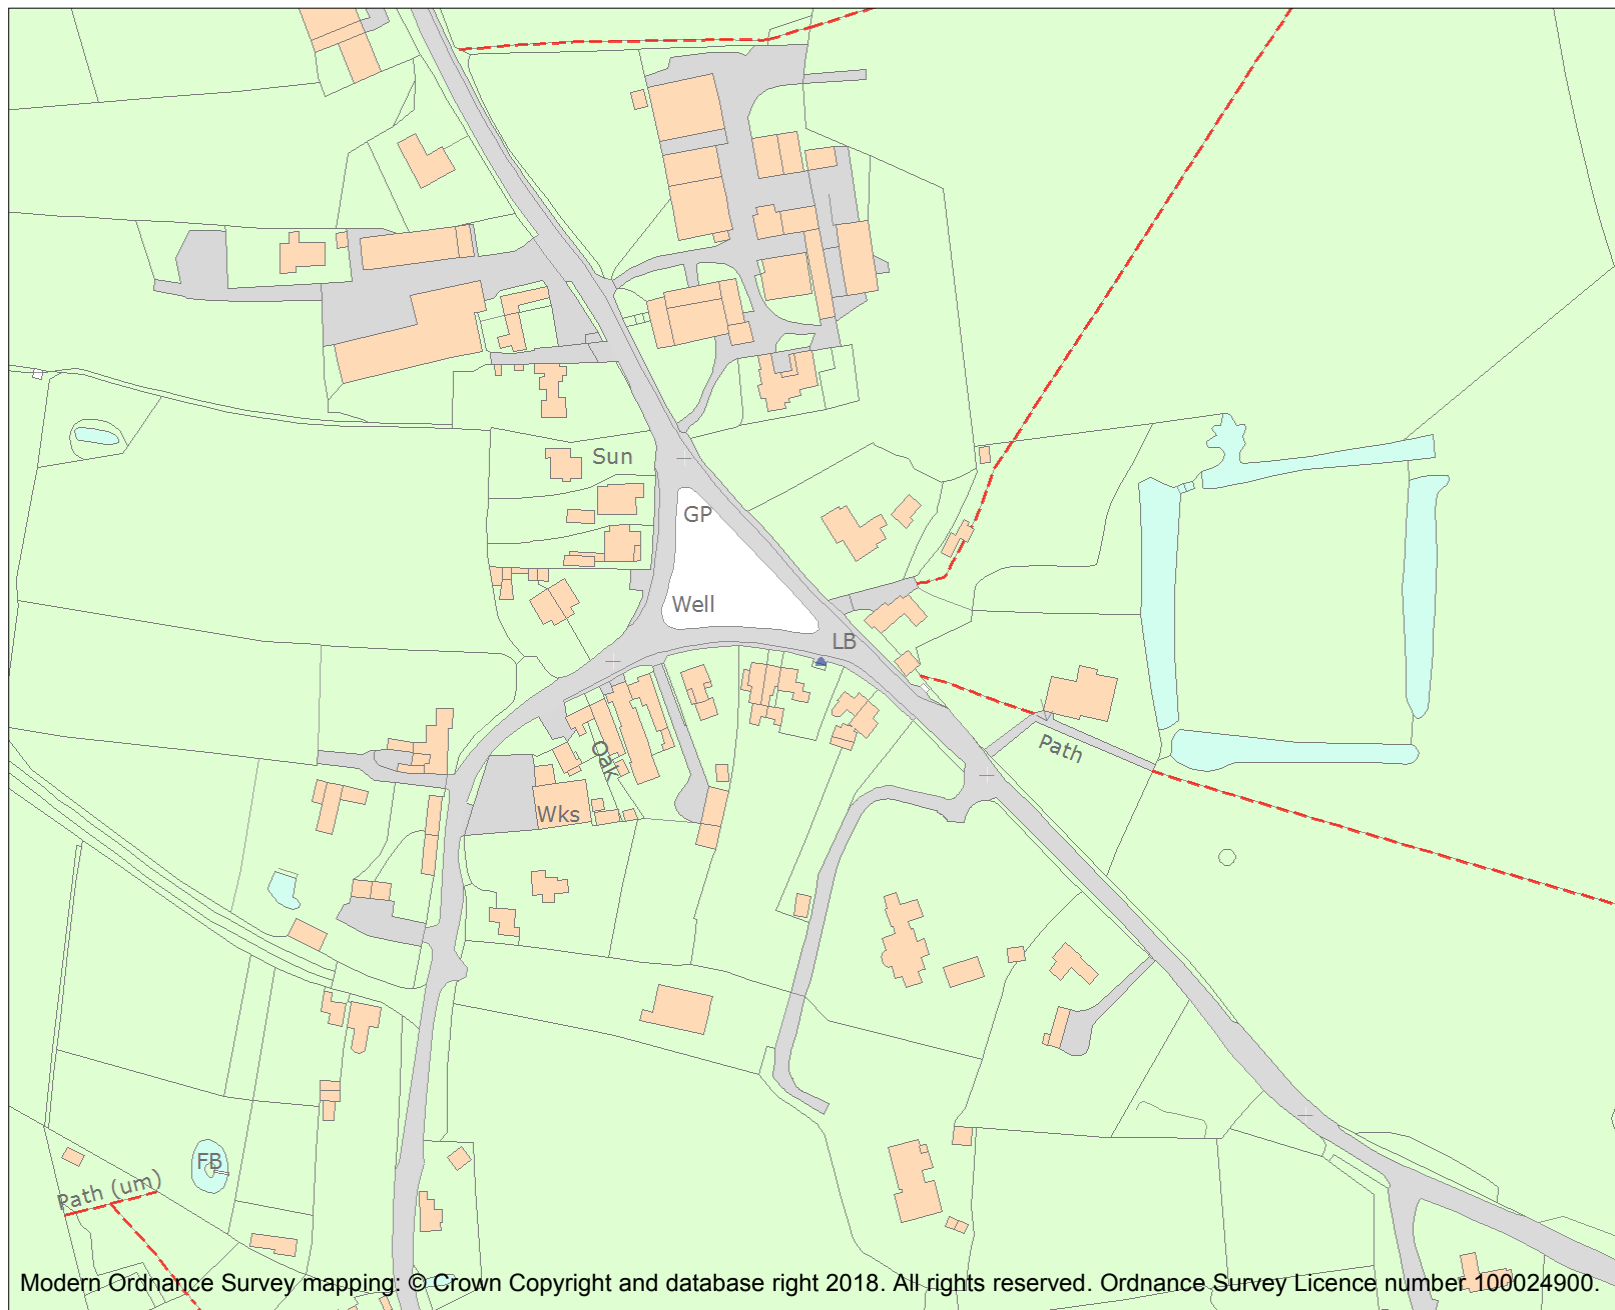 Sun
GP
Well
LB
Path
Oak
Wks
FB
Path (um)
Modern Ordnance Survey mapping: © Crown Copyright and database right 2018. All rights reserved. Ordnance Survey Licence number 100024900.